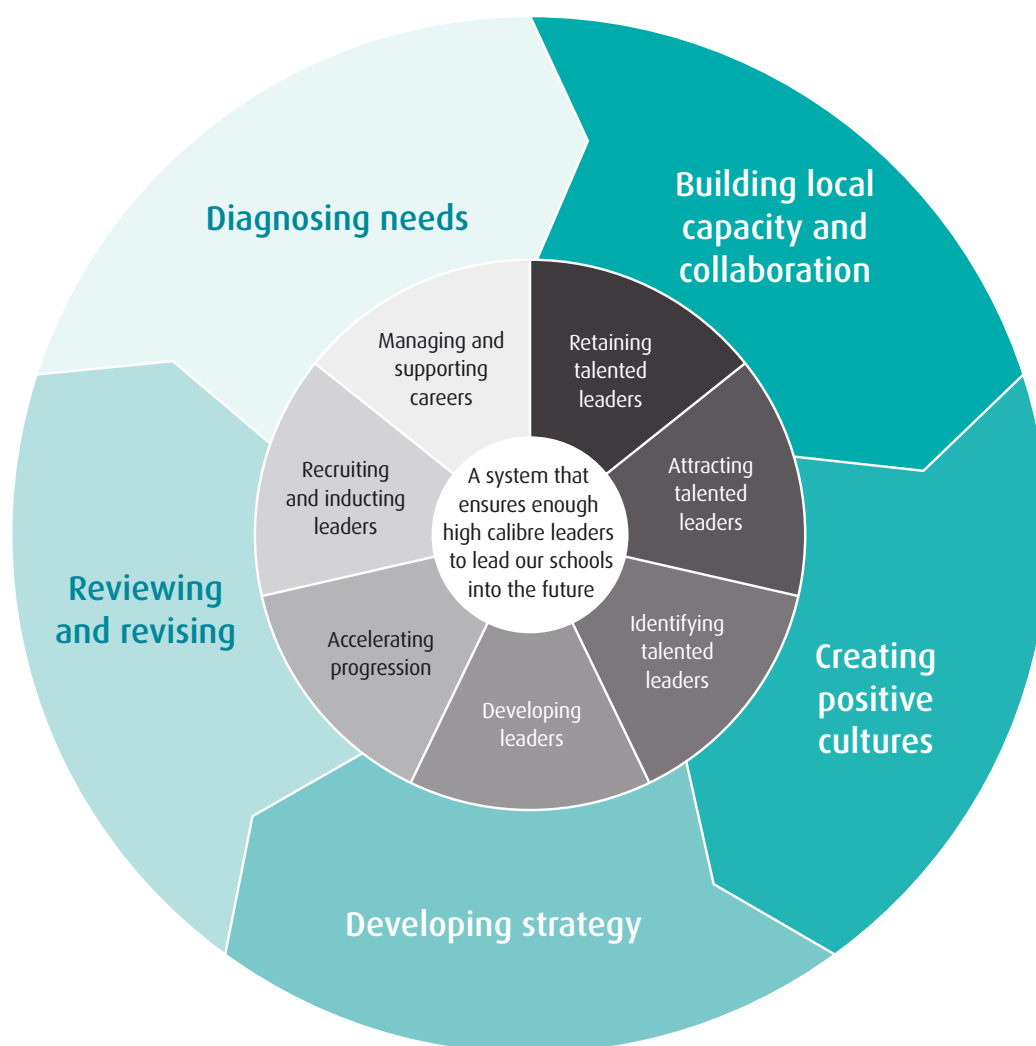 Diagnosing needs
Building local
capacity and
collaboration
Creating
positive
cultures
Developing strategy
Reviewing
and revising
Managing and
supporting
careers
Retaining
talented
leaders
Attracting
talented
leaders
Identifying
talented
leaders
Developing
leaders
Accelerating
progression
Recruiting
and inducting
leaders
A system that
ensures enough
high calibre leaders
to lead our schools
into the future